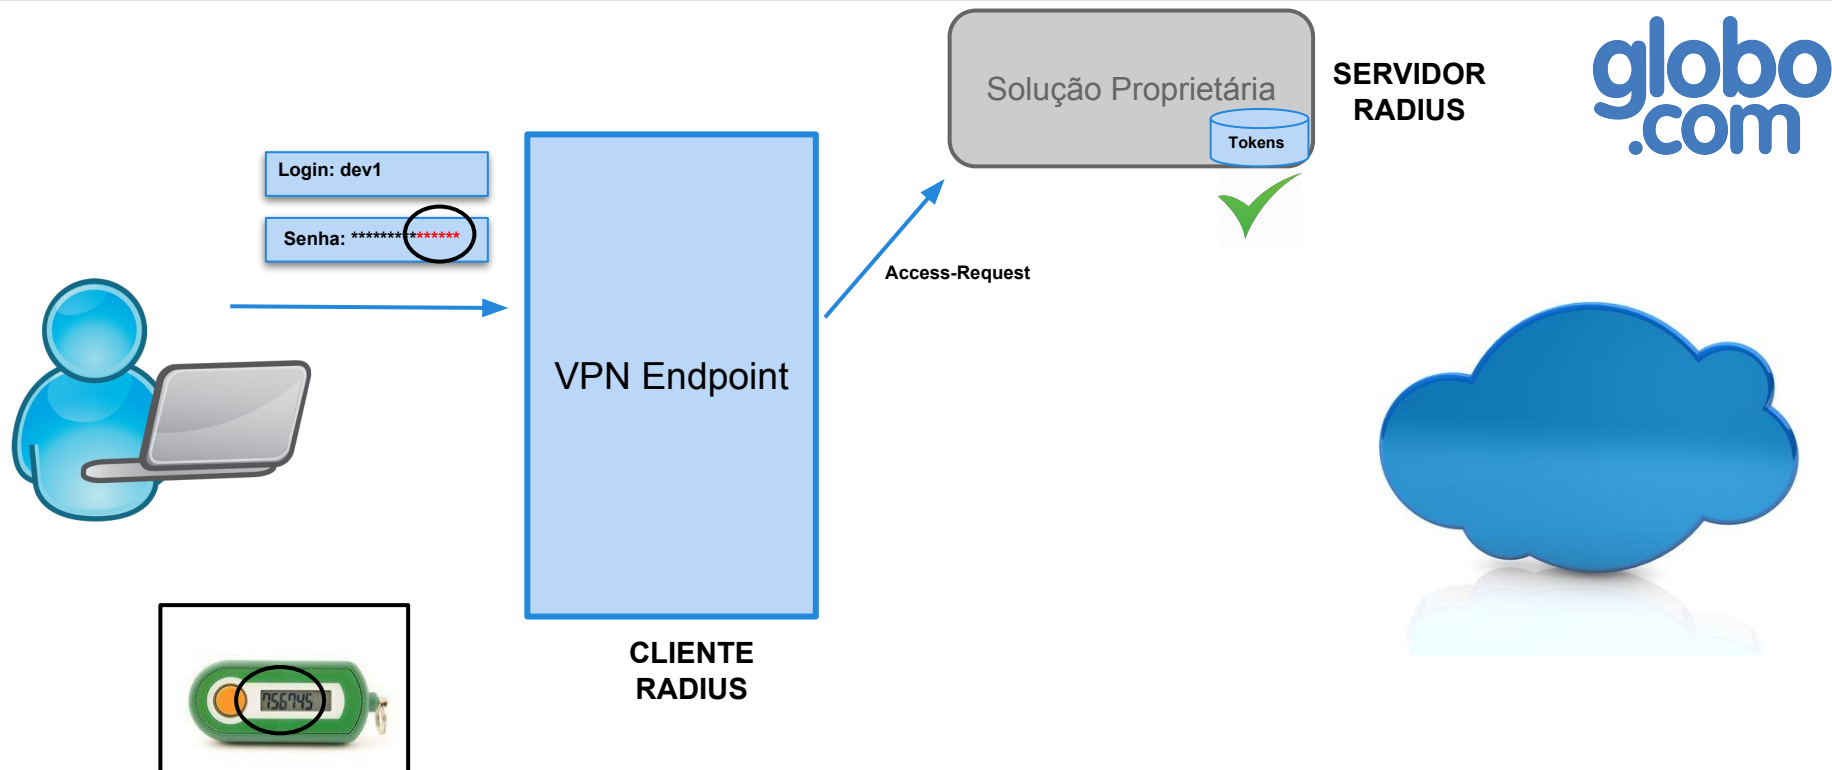 Solução Proprietária
Tokens
SERVIDOR
RADIUS
globo
.com
Login: dev1
Senha: ***************
Access-Request
VPN Endpoint
CLIENTE
RADIUS
756745